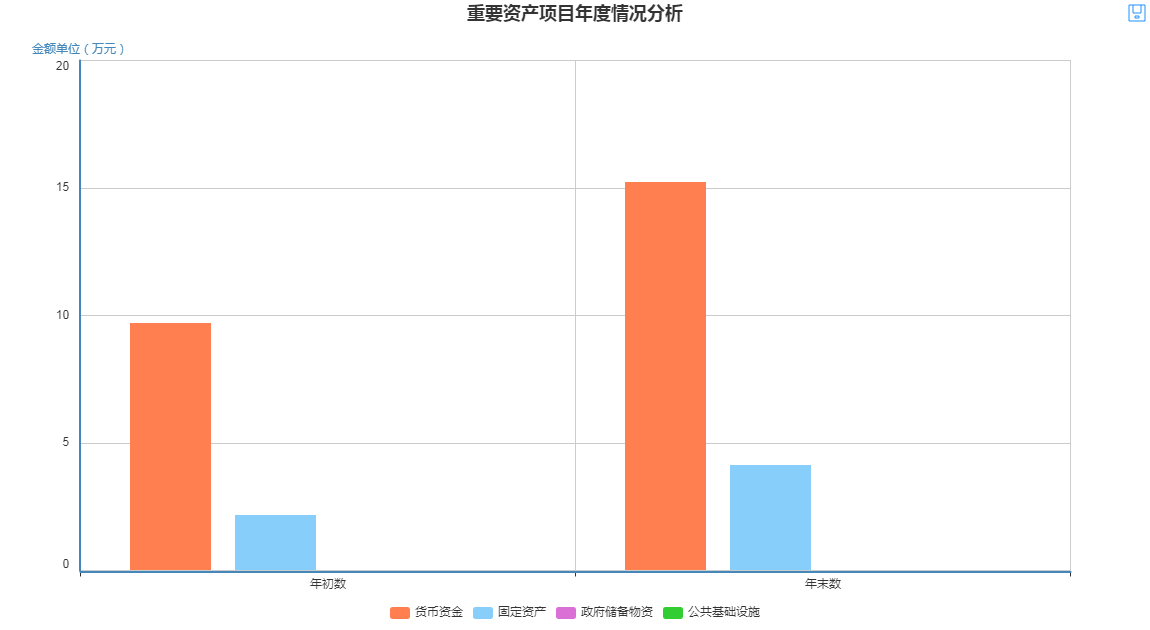 重要资产项目年度情况分析
金额单位（万元）
20
15
10
5
0
年初数 年末数
货币资金 固定资产 政府储备物资 公共基础设施